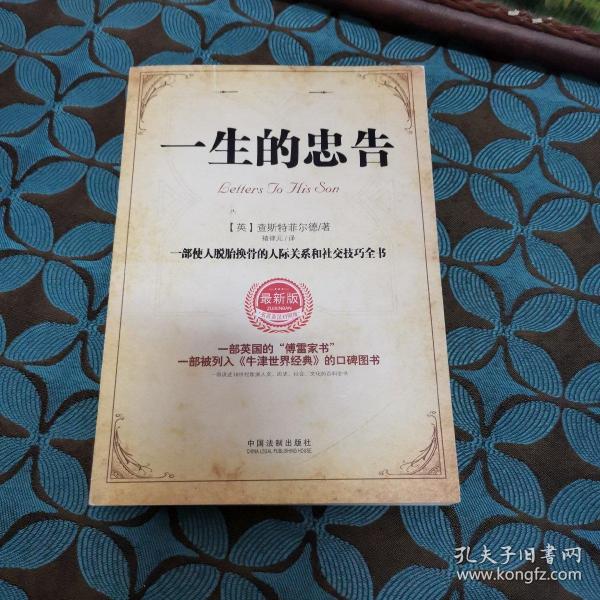 一生的忠告
Letters To His Son
【英】查斯特菲尔德/著
一部使人脱胎换骨的人际关系和社交技巧全书
最新版
ZUIXINBAN
一部英国的“傅雷家书”
一部被列入《牛津世界经典》的口碑图书
中国法制出版社
CHINA LEGAL PUBLISHING HOUSE
孔夫子旧书网
www.kongfz.com